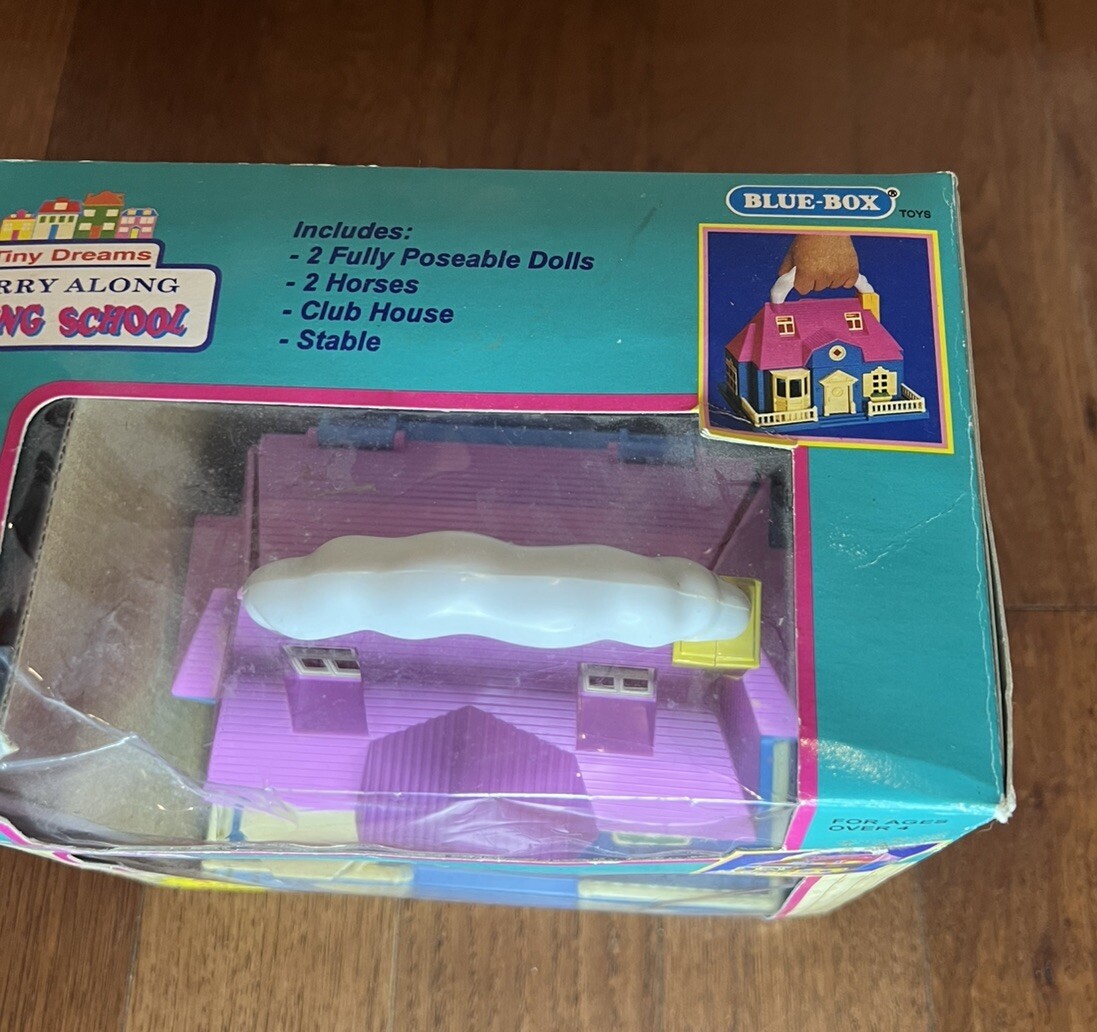 Tiny Dreams
RRY ALONG
NG SCHOOL
Includes:
- 2 Fully Poseable Dolls
- 2 Horses
- Club House
- Stable
BLUE-BOX®
TOYS
FOR AGES
OVER 4